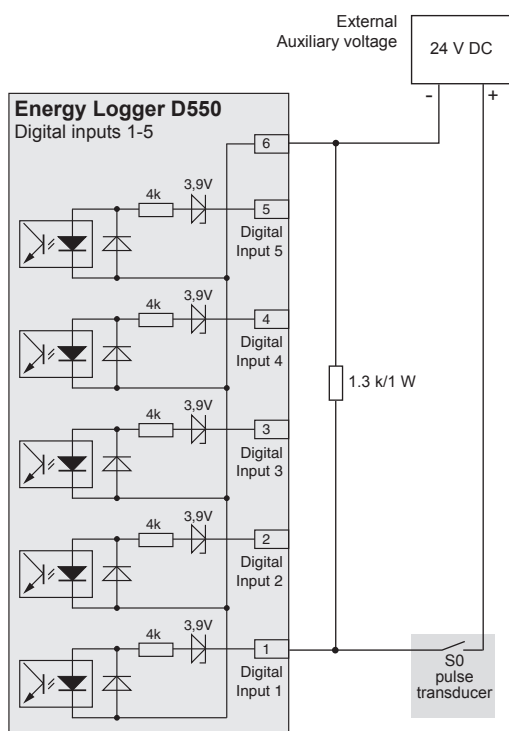 External
Auxiliary voltage
24 V DC
-
+
Energy Logger D550
Digital inputs 1-5
6
4k
3,9V
5
Digital
Input 5
4k
3,9V
4
Digital
Input 4
1.3 k/1 W
4k
3,9V
3
Digital
Input 3
4k
3,9V
2
Digital
Input 2
4k
3,9V
1
Digital
Input 1
S0
pulse
transducer